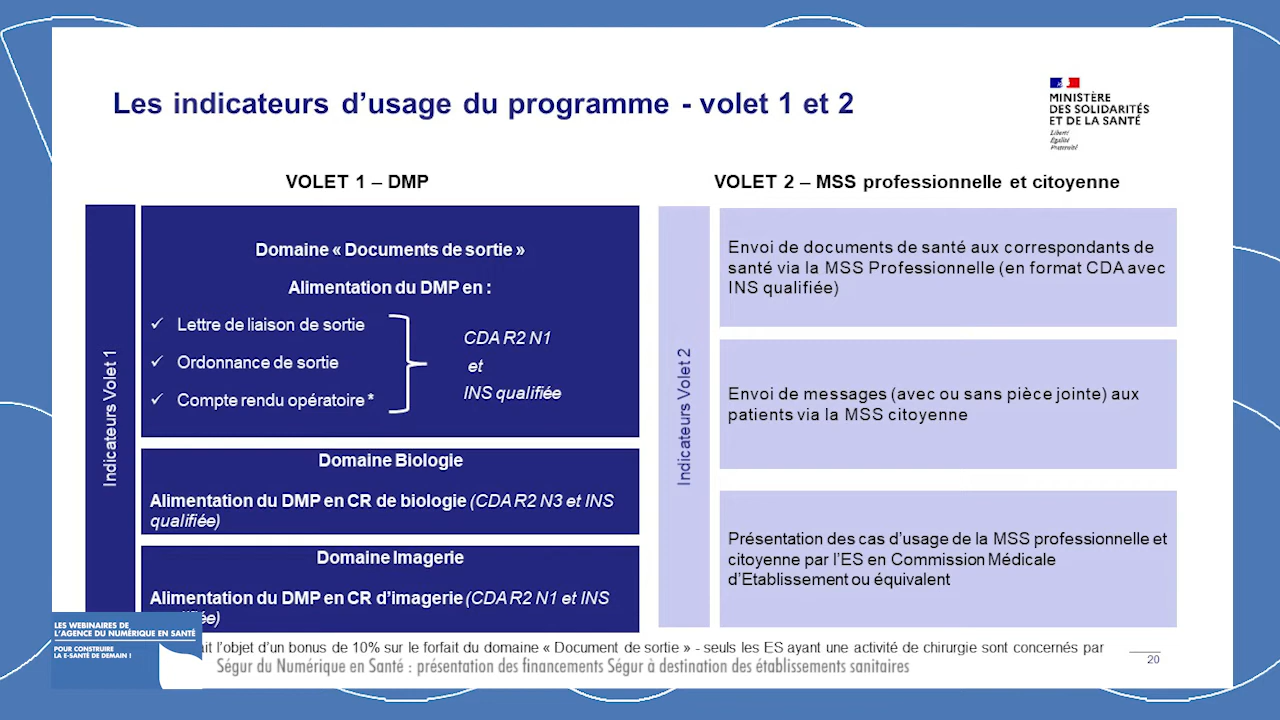 Les indicateurs d’usage du programme - volet 1 et 2
MINISTÈRE
DES SOLIDARITÉS
ET DE LA SANTÉ
Liberté
Égalité
Fraternité
VOLET 1 – DMP
Indicateurs Volet 1
Domaine « Documents de sortie »
Alimentation du DMP en :
✓ Lettre de liaison de sortie
✓ Ordonnance de sortie
✓ Compte rendu opératoire *
CDA R2 N1
et
INS qualifiée
Domaine Biologie
Alimentation du DMP en CR de biologie (CDA R2 N3 et INS
qualifiée)
Domaine Imagerie
Alimentation du DMP en CR d’imagerie (CDA R2 N1 et INS
VOLET 2 – MSS professionnelle et citoyenne
Indicateurs Volet 2
Envoi de documents de santé aux correspondants de
santé via la MSS Professionnelle (en format CDA avec
INS qualifiée)
Envoi de messages (avec ou sans pièce jointe) aux
patients via la MSS citoyenne
Présentation des cas d’usage de la MSS professionnelle et
citoyenne par l’ES en Commission Médicale
d’Etablissement ou équivalent
l’objet d’un bonus de 10% sur le forfait du domaine « Document de sortie » - seuls les ES ayant une activité de chirurgie sont concernés par
20
LES WEBINAIRES DE
L’AGENCE DU NUMÉRIQUE EN SANTÉ
POUR CONSTRUIRE
LA E-SANTÉ DE DEMAIN !
Ségur du Numérique en Santé : présentation des financements Ségur à destination des établissements sanitaires